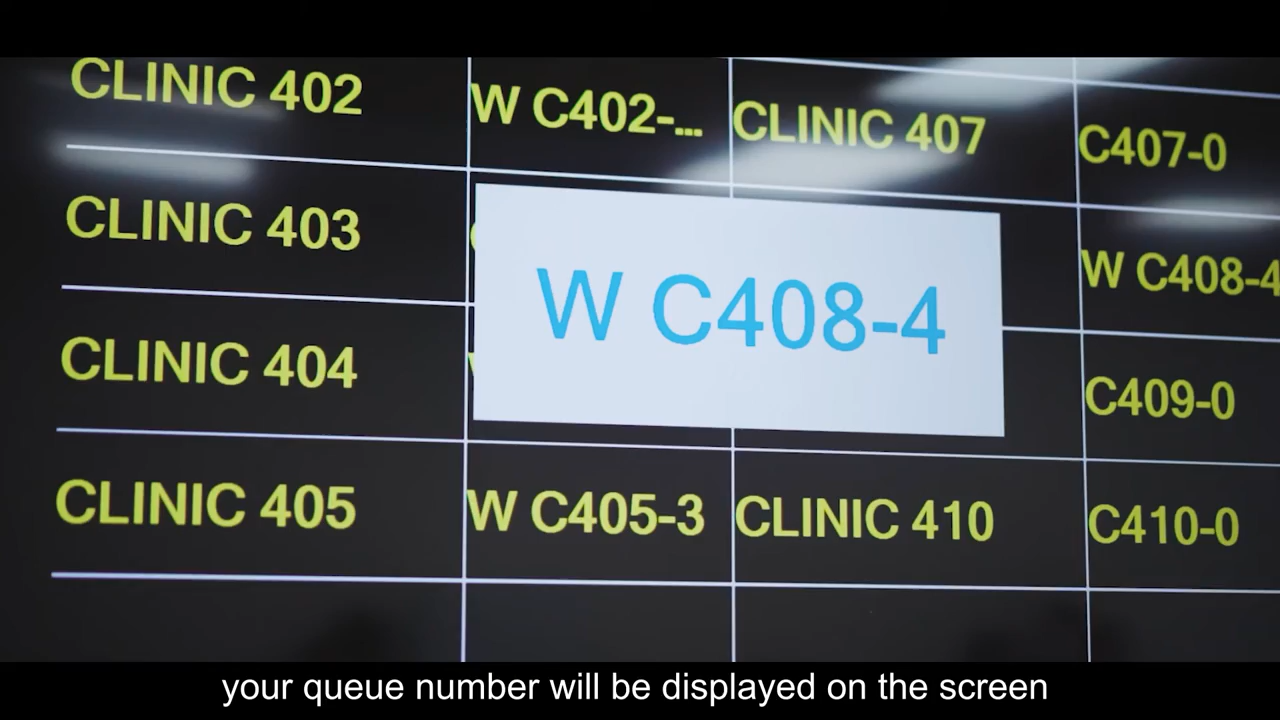 CLINIC 402 W C402-... CLINIC 407 C407-0
CLINIC 403 W C408-4
W C408-4
CLINIC 404 C409-0
CLINIC 405 W C405-3 CLINIC 410 C410-0
your queue number will be displayed on the screen